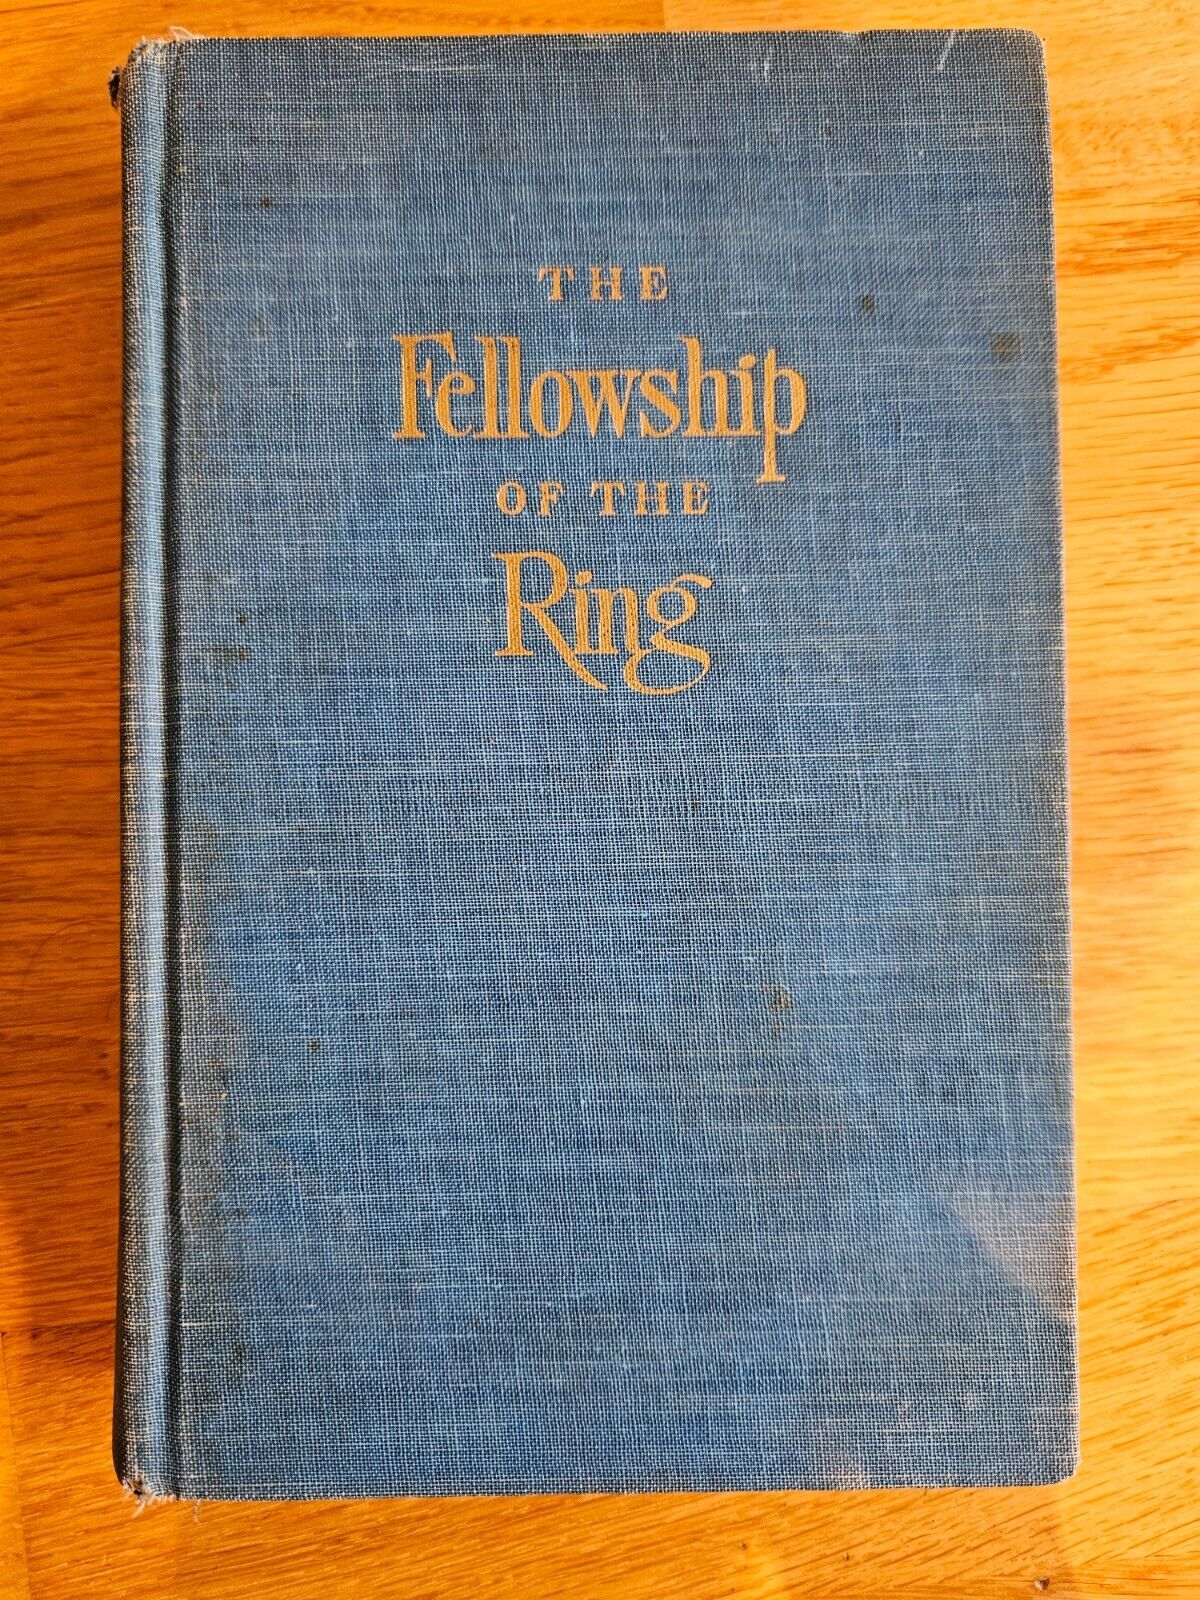 THE
Fellowship
OF THE
Ring